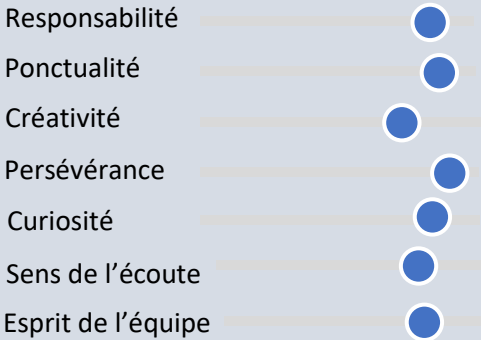 Responsabilité
Ponctualité
Créativité
Persévérance
Curiosité
Sens de l’écoute
Esprit de l’équipe